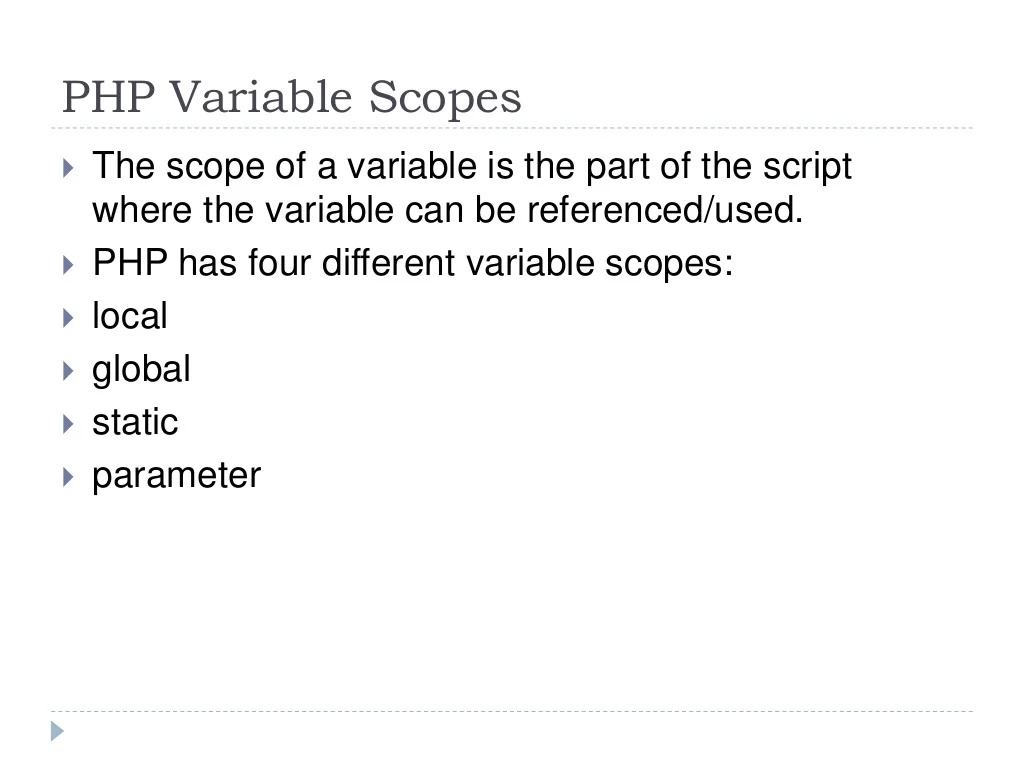 PHP Variable Scopes
The scope of a variable is the part of the script
where the variable can be referenced/used.
PHP has four different variable scopes:
local
global
static
parameter